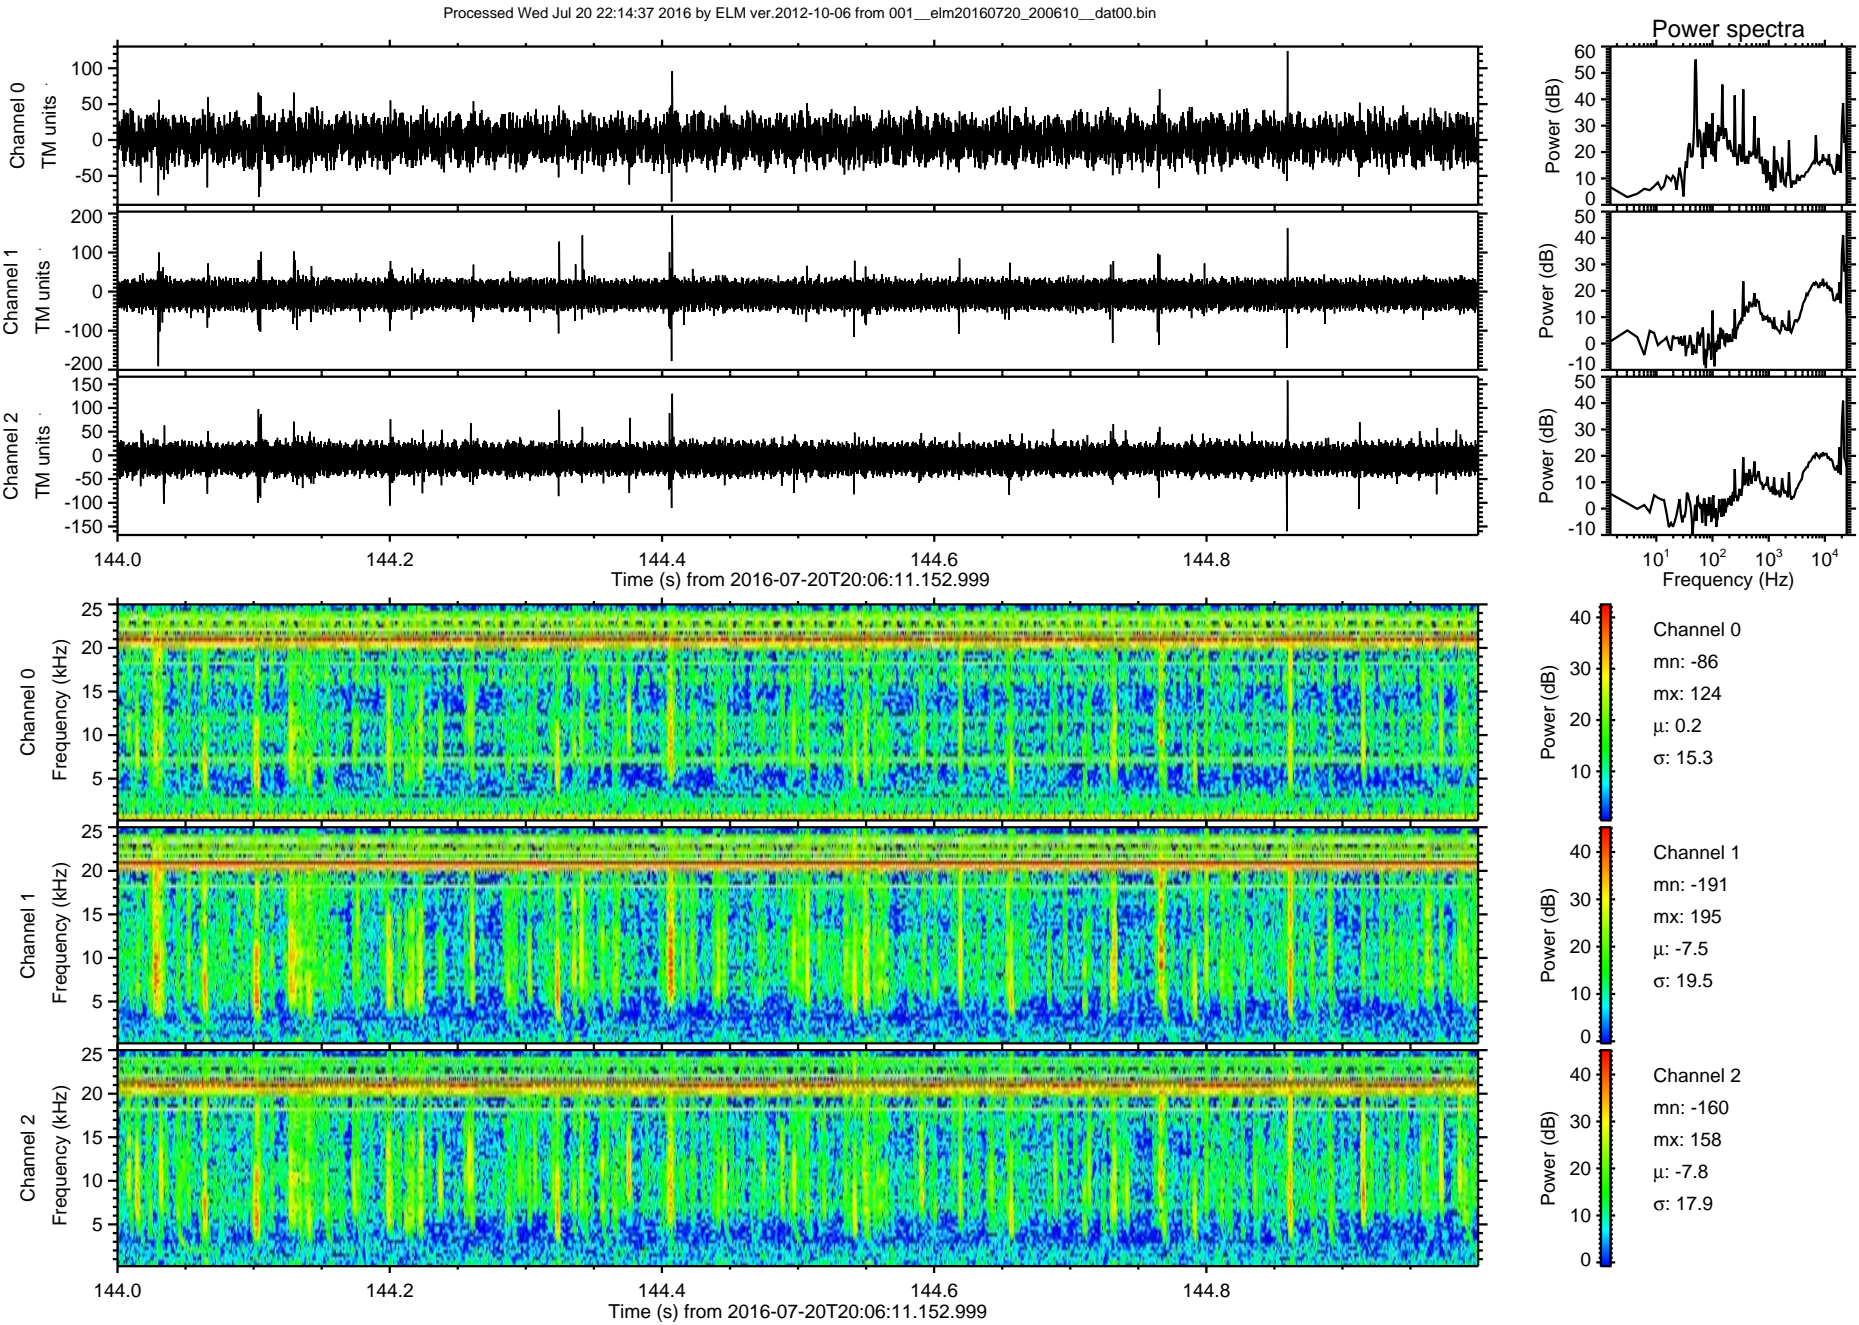 Processed Wed Jul 20 22:14:37 2016 by ELM ver.2012-10-06 from 001__elm20160720_200610__dat00.bin
Power spectra
Channel 0
TM units
100
50
0
-50
Power (dB)
60
50
40
30
20
10
0
Channel 1
TM units
200
100
0
-100
-200
Power (dB)
50
40
30
20
10
0
-10
Channel 2
TM units
150
100
50
0
-50
-100
-150
Power (dB)
50
40
30
20
10
0
-10
144.0 144.2 144.4 144.6 144.8
Time (s) from 2016-07-20T20:06:11.152.999
10^1 10^2 10^3 10^4
Frequency (Hz)
Channel 0
Frequency (kHz)
25
20
15
10
5
Power (dB)
40
30
20
10
Channel 0
mn: -86
mx: 124
μ: 0.2
σ: 15.3
Channel 1
Frequency (kHz)
25
20
15
10
5
Power (dB)
40
30
20
10
0
Channel 1
mn: -191
mx: 195
μ: -7.5
σ: 19.5
Channel 2
Frequency (kHz)
25
20
15
10
5
Power (dB)
40
30
20
10
0
Channel 2
mn: -160
mx: 158
μ: -7.8
σ: 17.9
144.0 144.2 144.4 144.6 144.8
Time (s) from 2016-07-20T20:06:11.152.999